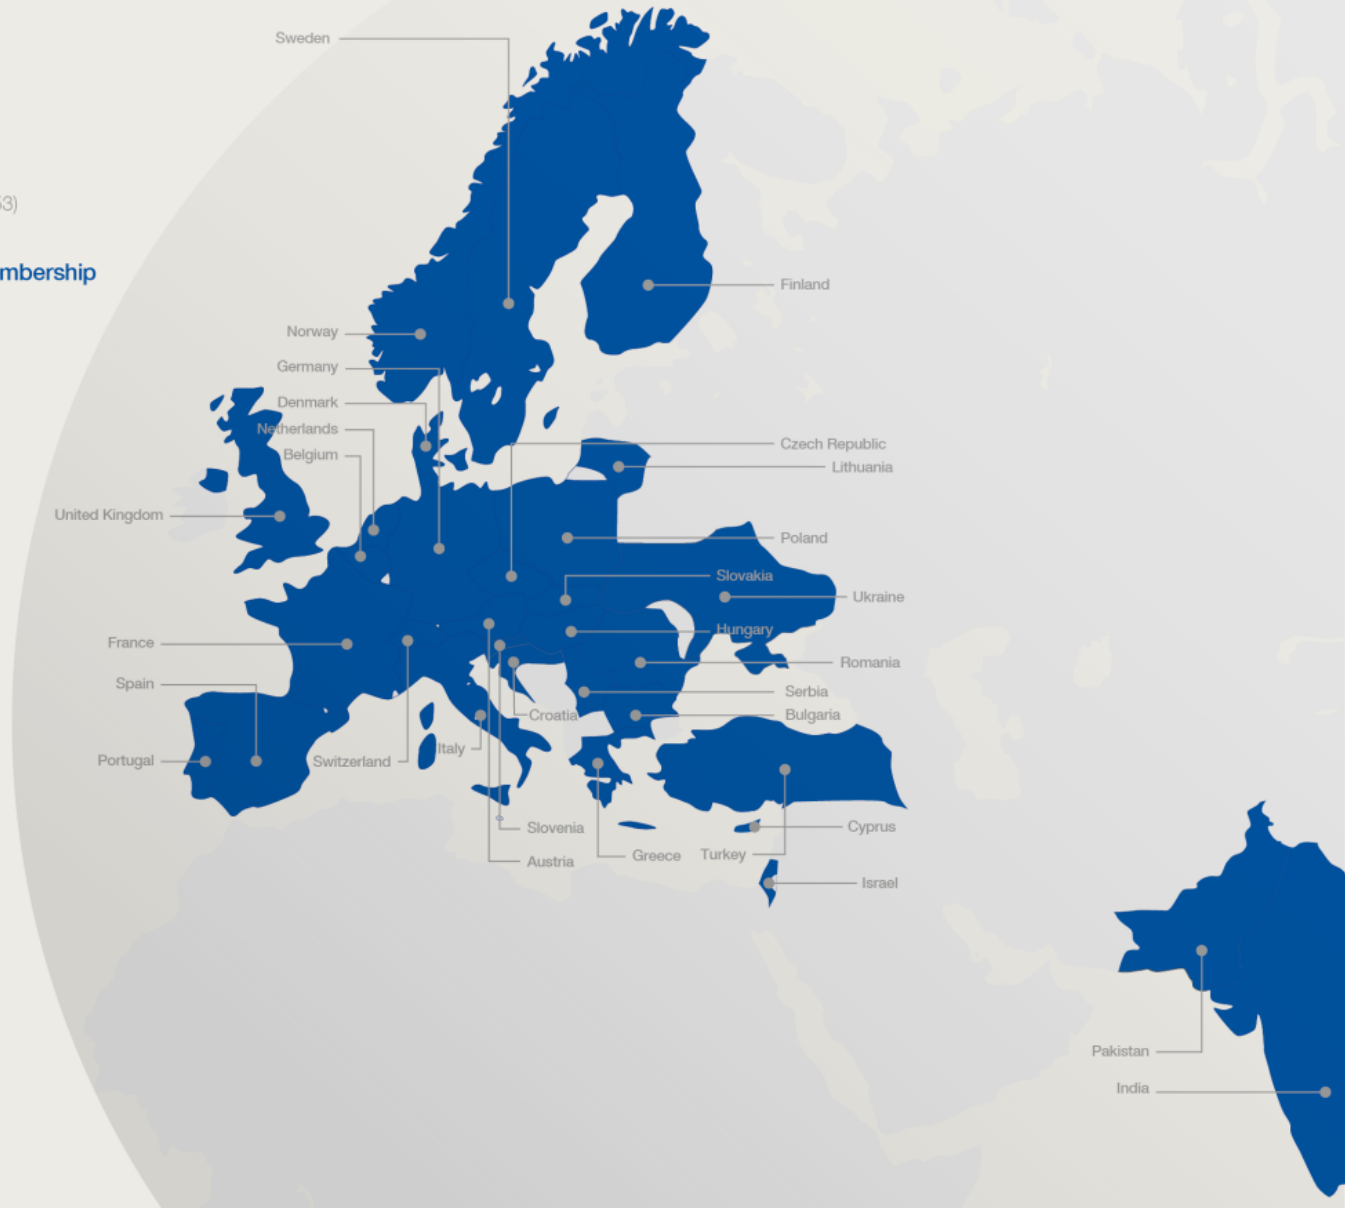 Sweden
53)
mbership
Finland
Norway
Germany
Denmark
Netherlands
Czech Republic
Belgium
Lithuania
United Kingdom
Poland
Slovakia
Ukraine
Hungary
France
Romania
Spain
Serbia
Croatia
Bulgaria
Italy
Portugal
Switzerland
Slovenia
Cyprus
Greece
Turkey
Austria
Israel
Pakistan
India